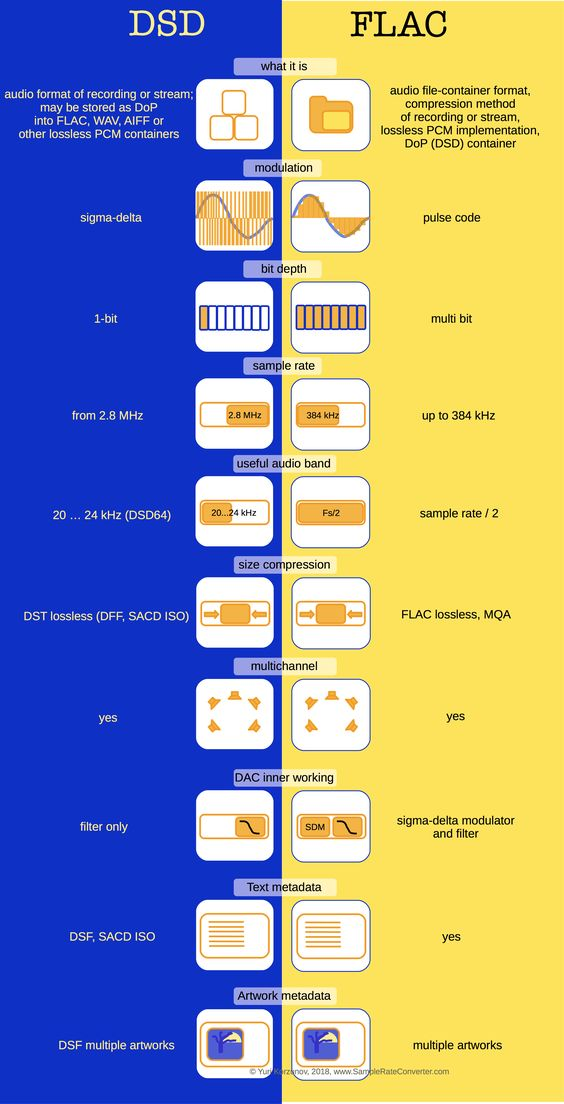 DSD
FLAC
what it is
audio format of recording or stream;
may be stored as DoP
into FLAC, WAV, AIFF or
other lossless PCM containers
audio file-container format,
compression method
of recording or stream,
lossless PCM implementation,
DoP (DSD) container
modulation
sigma-delta
pulse code
bit depth
1-bit
multi bit
sample rate
from 2.8 MHz
2.8 MHz
384 kHz
up to 384 kHz
useful audio band
20 … 24 kHz (DSD64)
20...24 kHz
Fs/2
sample rate / 2
size compression
DST lossless (DFF, SACD ISO)
FLAC lossless, MQA
multichannel
yes
yes
DAC inner working
filter only
SDM
sigma-delta modulator
and filter
Text metadata
DSF, SACD ISO
yes
Artwork metadata
DSF multiple artworks
multiple artworks
© Yuri Korzunov, 2018, www.SampleRateConverter.com